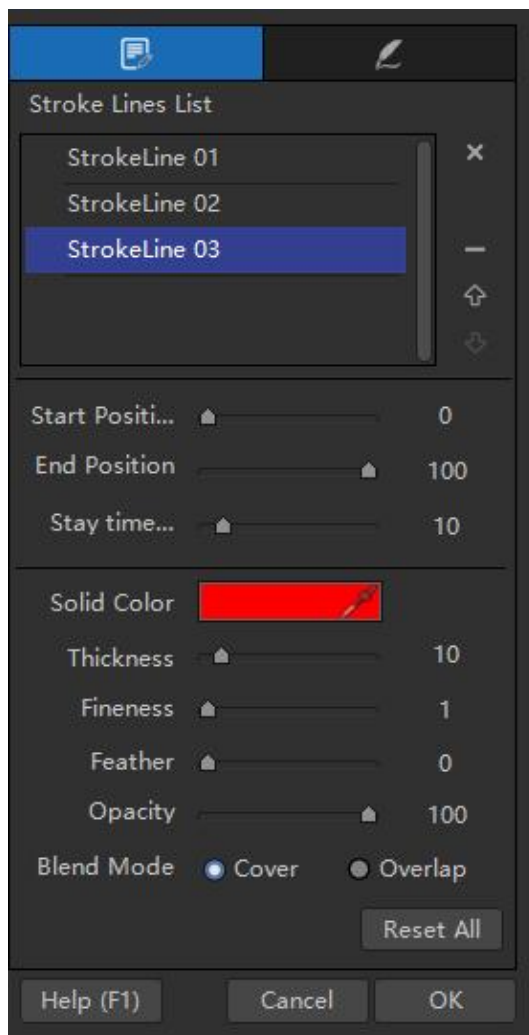 Stroke Lines List
StrokeLine 01
StrokeLine 02
StrokeLine 03
Start Positi... 0
End Position 100
Stay time... 10
Solid Color
Thickness 10
Fineness 1
Feather 0
Opacity 100
Blend Mode Cover Overlap
Reset All
Help (F1) Cancel OK